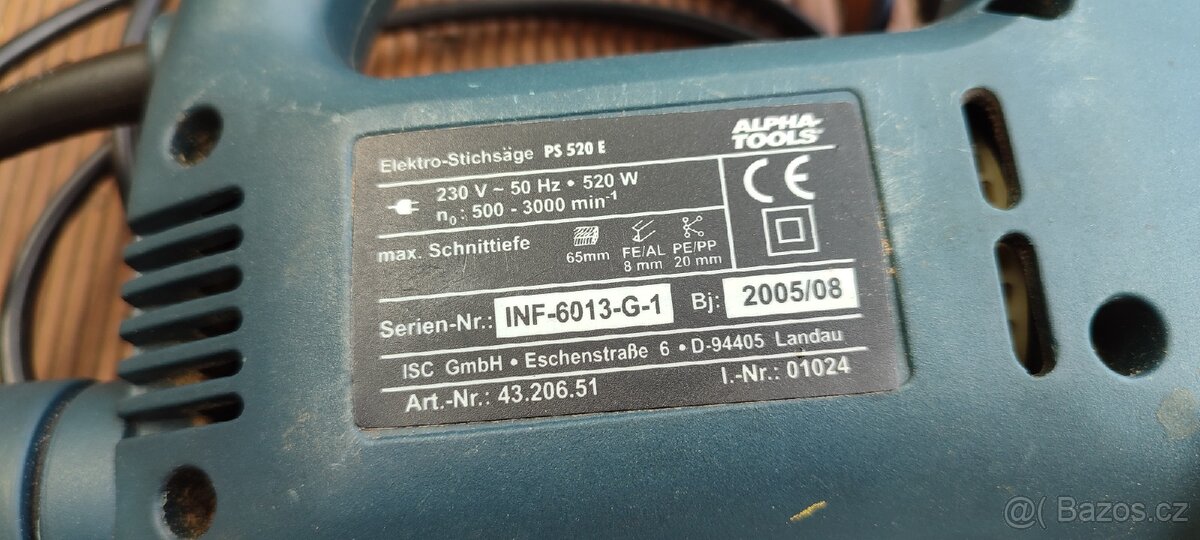 Elektro-Stichsäge PS 520 E
ALPHA-
TOOLS®
230 V ~ 50 Hz • 520 W
n0: 500 - 3000 min-1
CE
max. Schnittiefe
65mm
FE/AL
8 mm
PE/PP
20 mm
Serien-Nr.: INF-6013-G-1 Bj: 2005/08
ISC GmbH • Eschenstraße 6 • D-94405 Landau
Art.-Nr.: 43.206.51 I.-Nr.: 01024
@( Bazos.cz